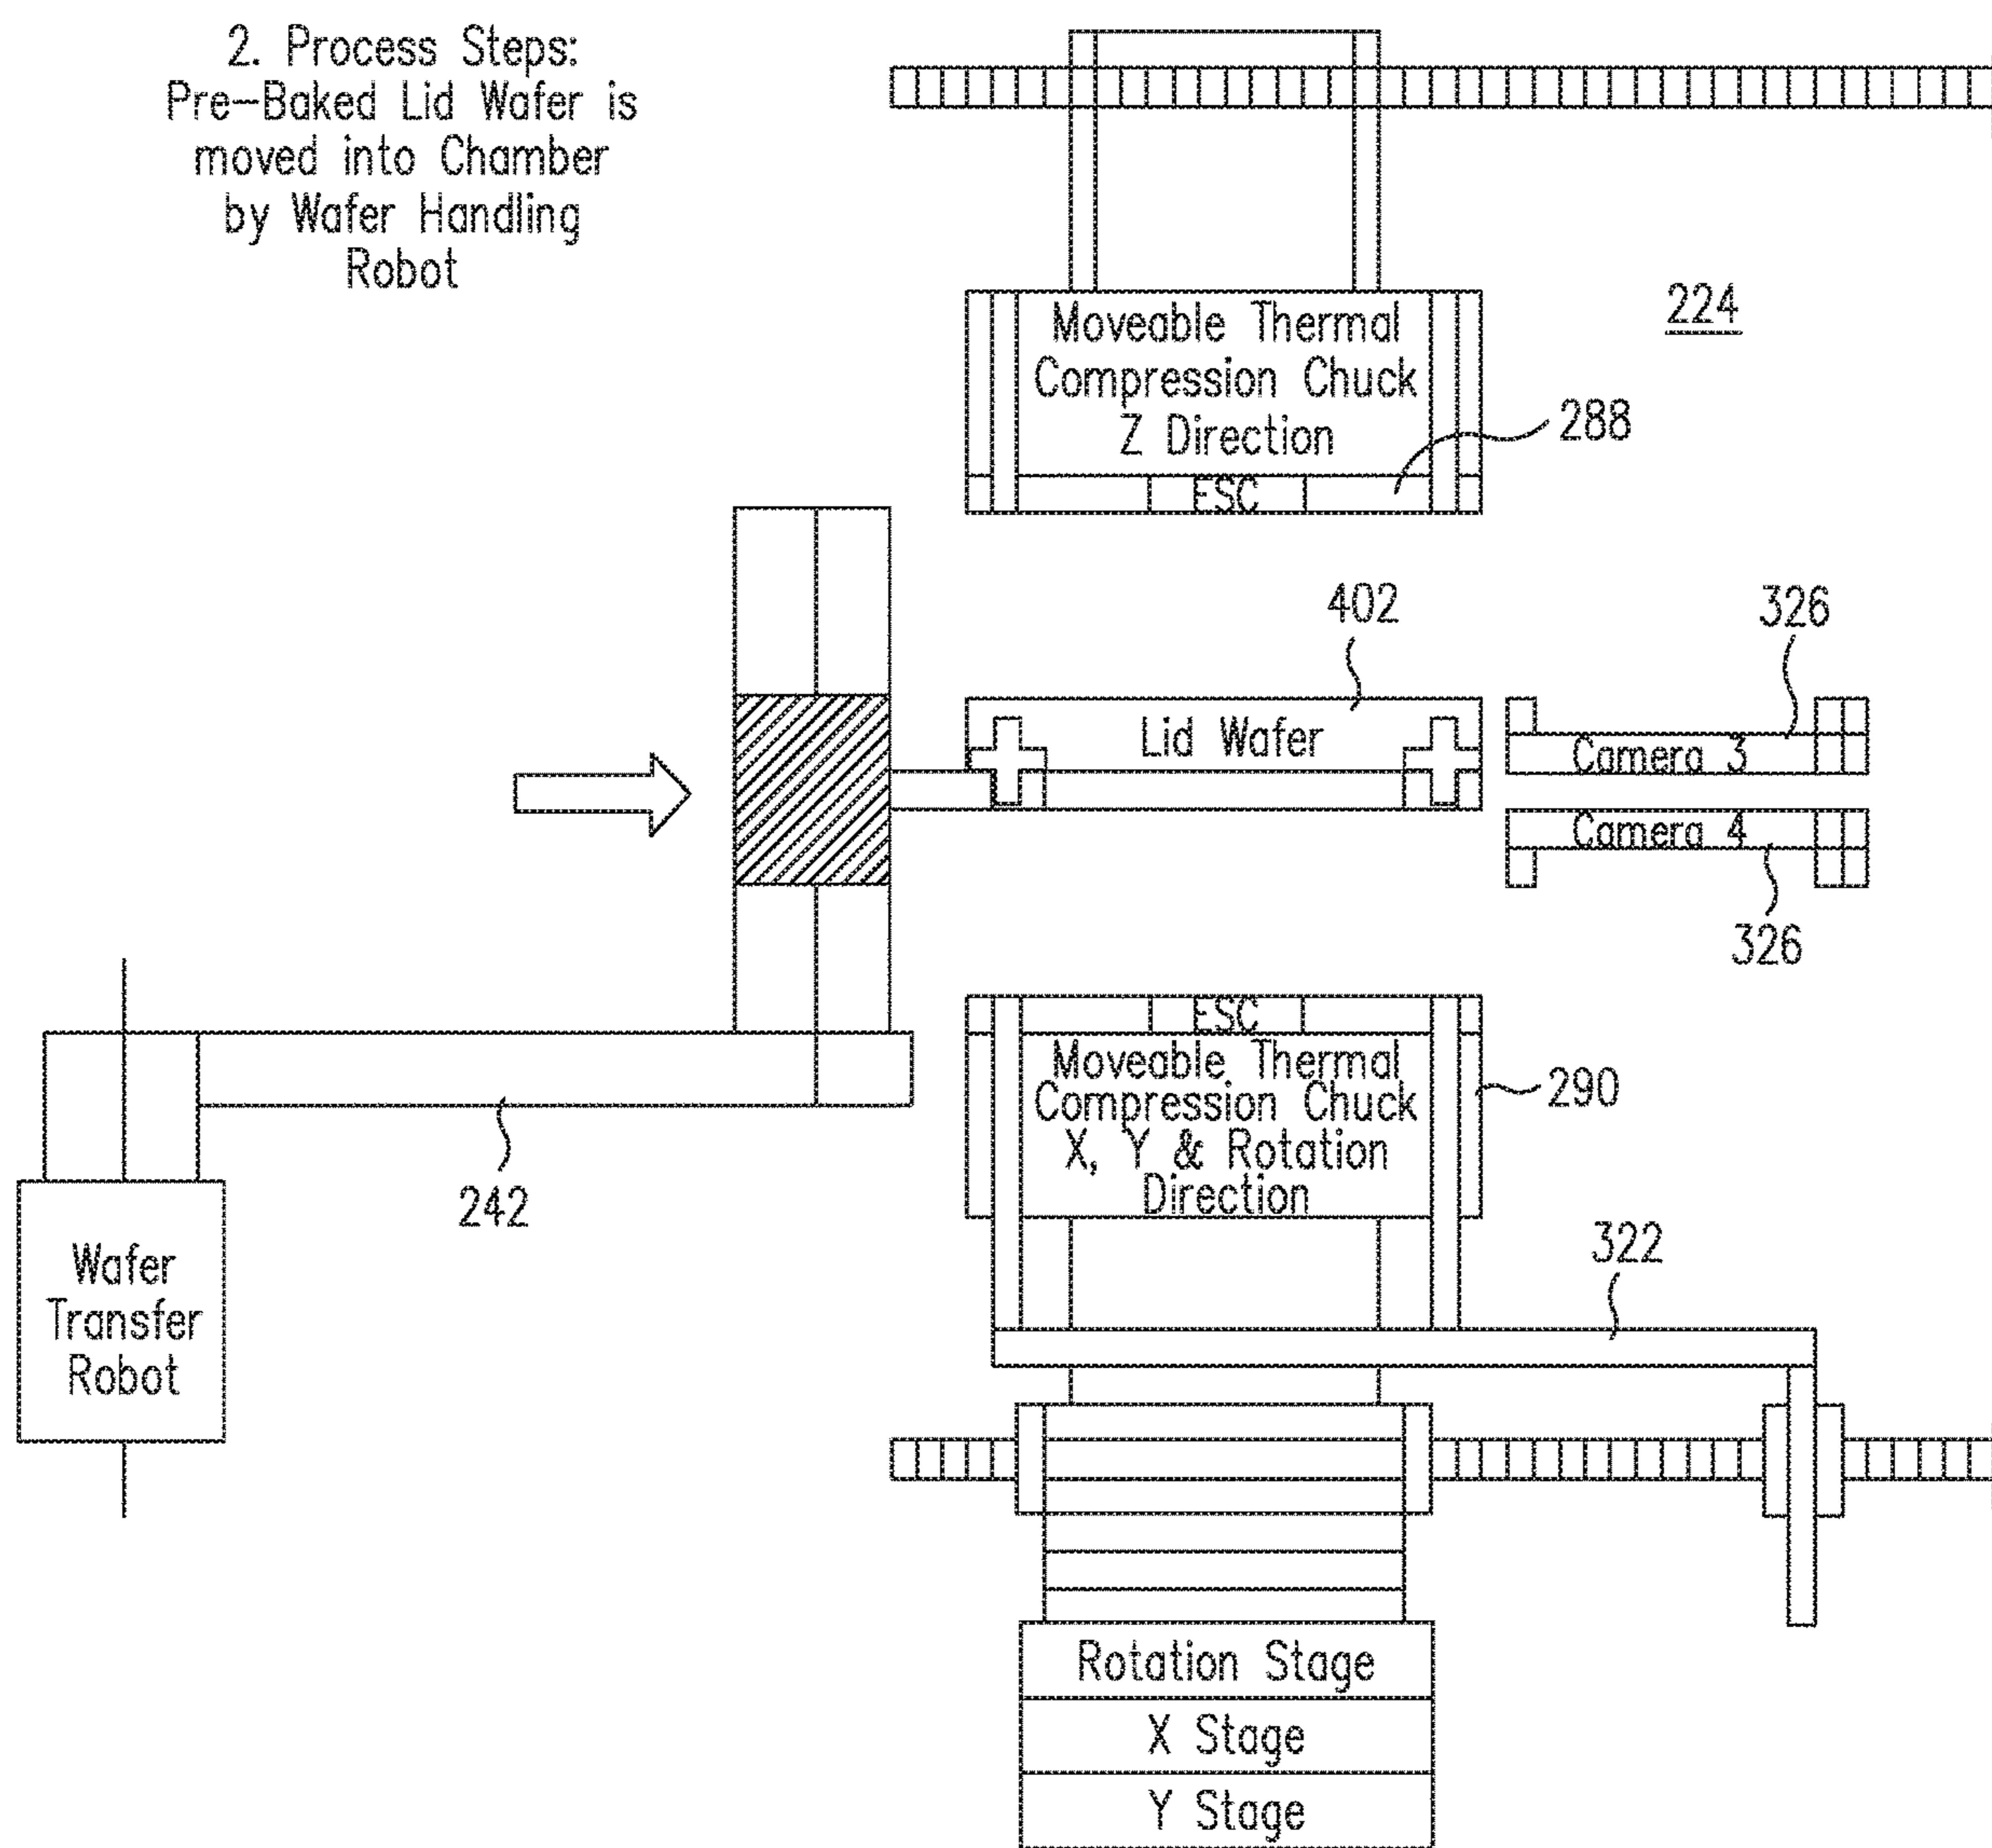 2. Process Steps:
Pre-Baked Lid Wafer is
moved into Chamber
by Wafer Handling
Robot
224
Moveable Thermal
Compression Chuck
Z Direction
288
ESC
402
326
Lid Wafer
Camera 3
Camera 4
326
ESC
Moveable Thermal
Compression Chuck
X, Y & Rotation
Direction
290
242
322
Wafer
Transfer
Robot
Rotation Stage
X Stage
Y Stage